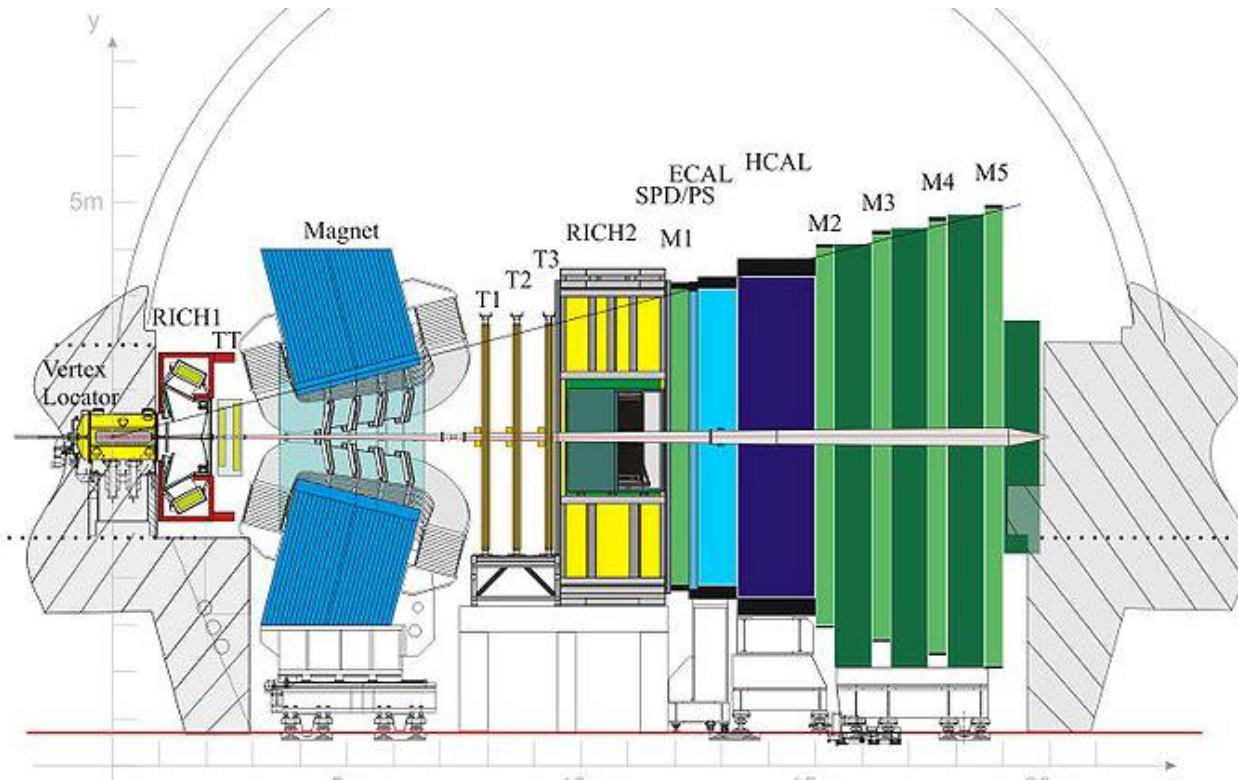 y
5m
Vertex
Locator
RICH1
TT
Magnet
T1
T2
T3
RICH2
M1
SPD/PS
ECAL
HCAL
M2
M3
M4
M5